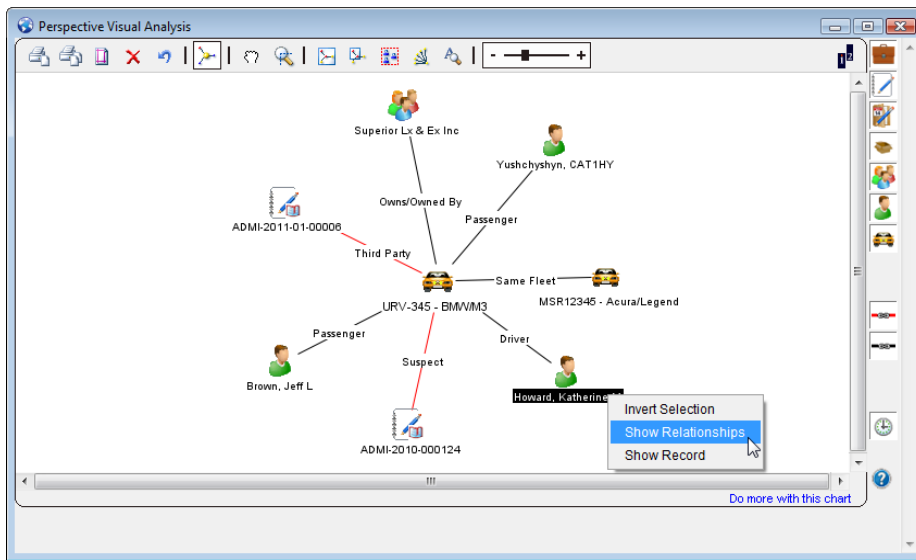 Perspective Visual Analysis
- +
Superior Lx & Ex Inc
Yushchyshyn, CAT1HY
Owns/Owned By
Passenger
ADMI-2011-01-00006
Third Party
Same Fleet
MSR12345 - Acura/Legend
URV-345 - BMW/M3
Passenger
Driver
Suspect
Brown, Jeff L
Howard, Katherine
Invert Selection
Show Relationships
Show Record
ADMI-2010-000124
Do more with this chart